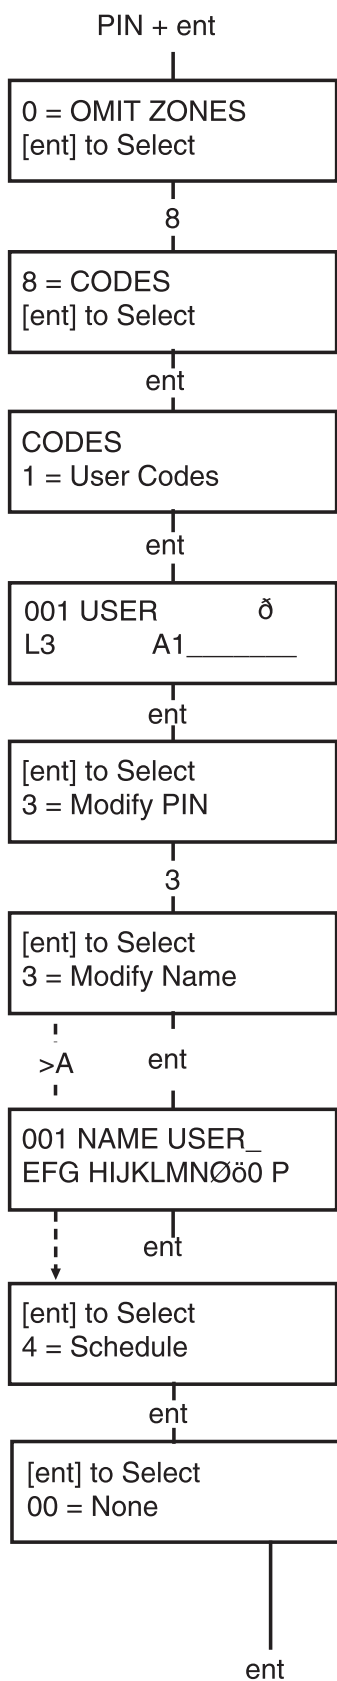 PIN + ent
0 = OMIT ZONES
[ent] to Select
8
8 = CODES
[ent] to Select
ent
CODES
1 = User Codes
ent
001 USER ð
L3 A1_______
ent
[ent] to Select
3 = Modify PIN
3
[ent] to Select
3 = Modify Name
>A ent
001 NAME USER_
EFG HIJKLMNØö0 P
ent
[ent] to Select
4 = Schedule
ent
[ent] to Select
00 = None
ent